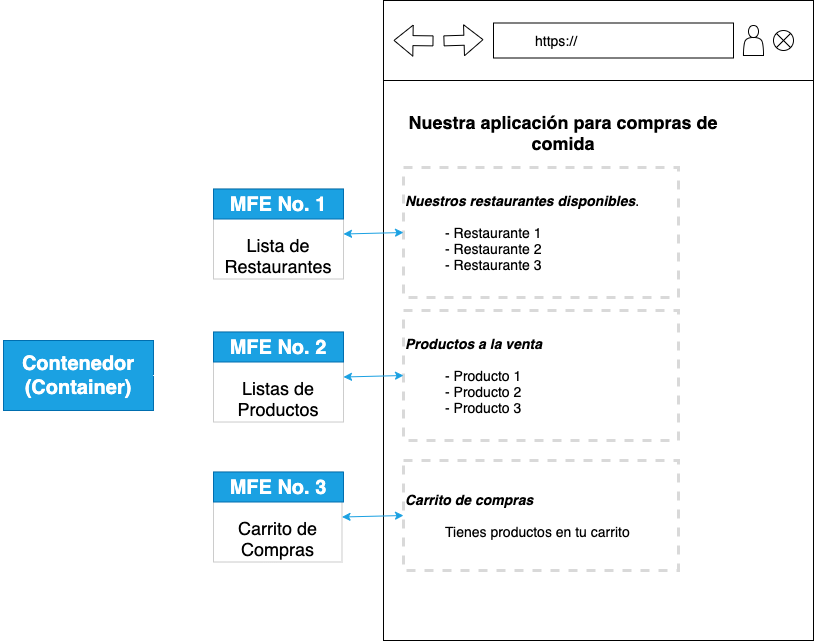 https://
Nuestra aplicación para compras de
comida
MFE No. 1
Lista de
Restaurantes
Nuestros restaurantes disponibles.
- Restaurante 1
- Restaurante 2
- Restaurante 3
Contenedor
(Container)
MFE No. 2
Listas de
Productos
Productos a la venta
- Producto 1
- Producto 2
- Producto 3
MFE No. 3
Carrito de
Compras
Carrito de compras
Tienes productos en tu carrito